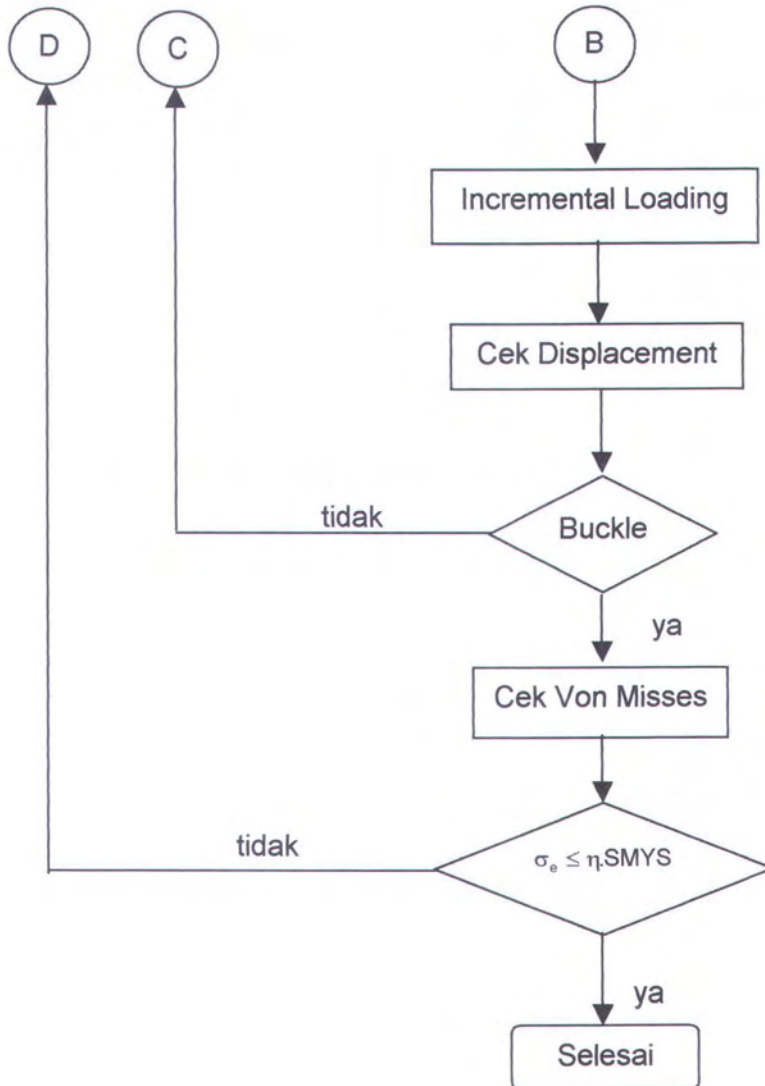 D
C
B
Incremental Loading
Cek Displacement
Buckle
tidak
ya
Cek Von Misses
σₑ ≤ η.SMYS
tidak
ya
Selesai